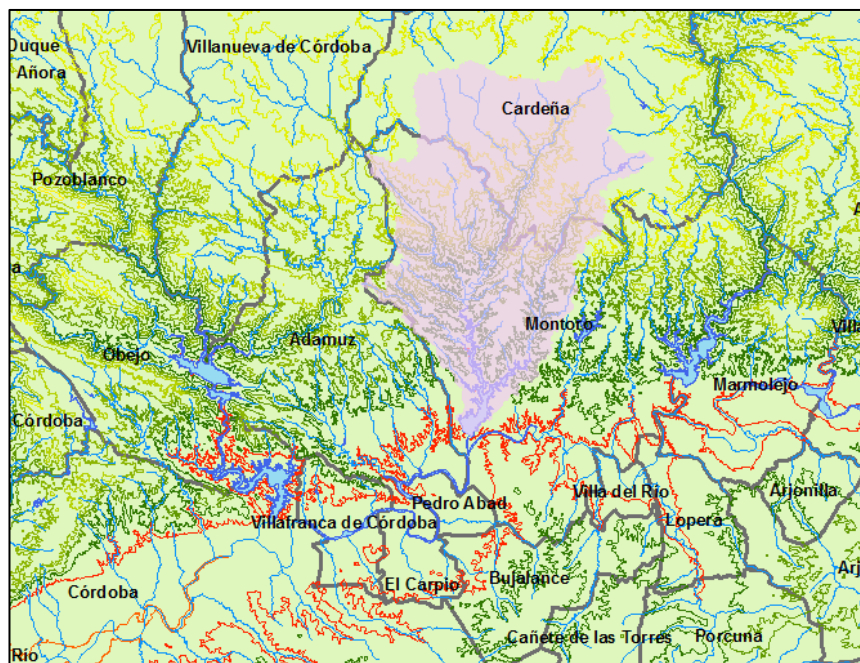 Duque
Villanueva de Córdoba
Añora
Cardeña
Pozoblanco
Montoro
Obejo
Adamuz
Marmolejo
Córdoba
Arjonilla
Pedro Abad
Villa del Río
Villafranca de Córdoba
Lopera
El Carpio
Bujalance
Córdoba
Cañete de las Torres
Porcuna
Río